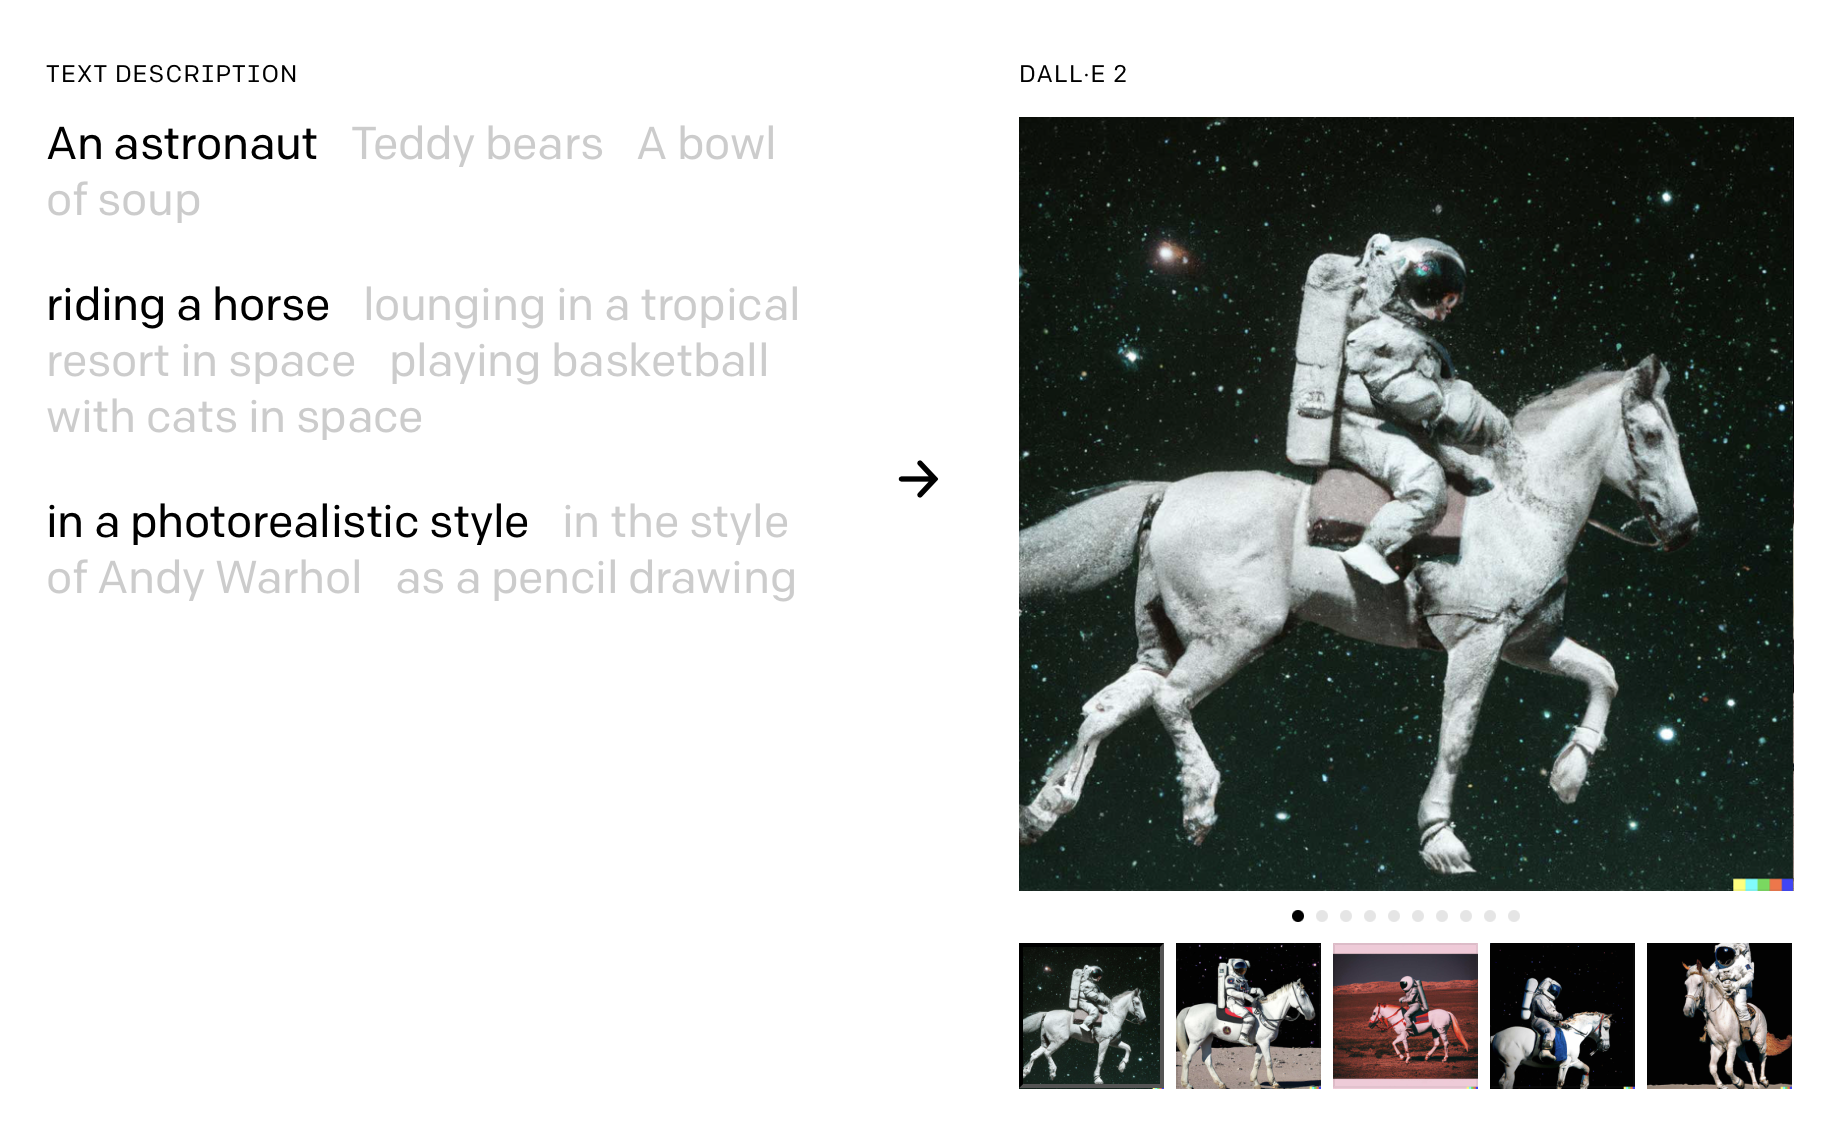 TEXT DESCRIPTION
An astronaut Teddy bears A bowl
of soup
riding a horse lounging in a tropical
resort in space playing basketball
with cats in space
in a photorealistic style in the style
of Andy Warhol as a pencil drawing
DALL·E 2